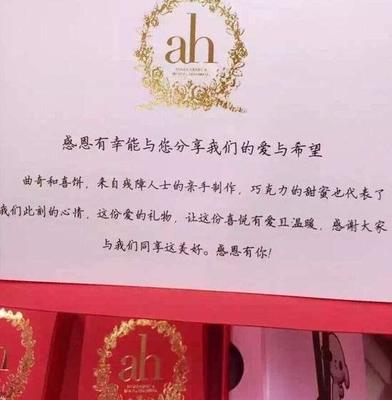 ah
感恩有幸能与您分享我们的爱与希望
曲奇和喜饼，来自残障人士的亲手制作，巧克力的甜蜜也代表了
我们此刻的心情，这份爱的礼物，让这份喜悦有爱且温暖，感谢大家
与我们同享这美好。感恩有你!
ah
ah